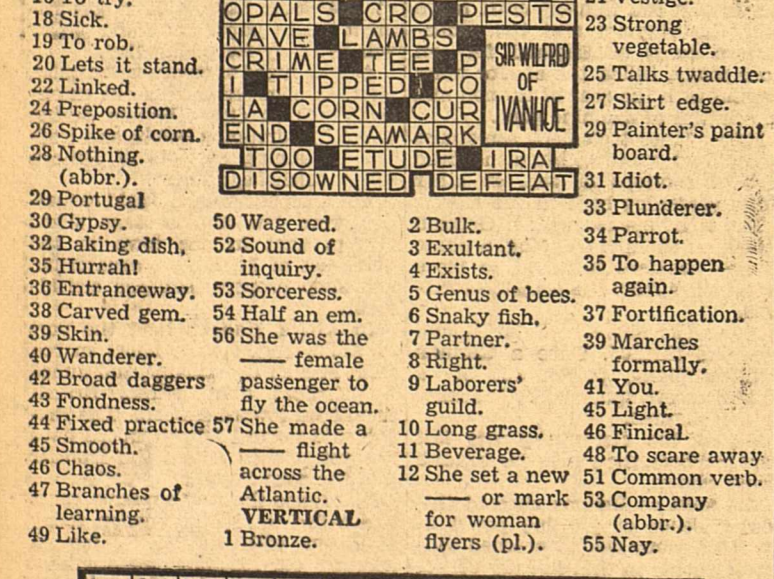 To try.
18 Sick.
19 To rob.
20 Lets it stand.
22 Linked.
24 Preposition.
26 Spike of corn.
28 Nothing.
(abbr.).
29 Portugal
30 Gypsy.
32 Baking dish.
35 Hurrah!
36 Entranceway.
38 Carved gem.
39 Skin.
40 Wanderer.
42 Broad daggers
43 Fondness.
44 Fixed practice
45 Smooth.
46 Chaos.
47 Branches of
learning.
49 Like.
OPALS CRO PESTS
NAVE LAMBS
CRIME TEE P
I TIPPED CO
LA CORN CUR
END SEAMARK
TOO ETUDE IRA
DISOWNED DEFEAT
SIR WILFRED
OF
IVANHOE
50 Wagered.
52 Sound of
inquiry.
53 Sorceress.
54 Half an em.
56 She was the
—— female
passenger to
fly the ocean.
57 She made a
—— flight
across the
Atlantic.
VERTICAL
1 Bronze.
2 Bulk.
3 Exultant.
4 Exists.
5 Genus of bees.
6 Snaky fish.
7 Partner.
8 Right.
9 Laborers'
guild.
10 Long grass.
11 Beverage.
12 She set a new
—— or mark
for woman
flyers (pl.).
21 Vestige.
23 Strong
vegetable.
25 Talks twaddle.
27 Skirt edge.
29 Painter's paint
board.
31 Idiot.
33 Plunderer.
34 Parrot.
35 To happen
again.
37 Fortification.
39 Marches
formally.
41 You.
45 Light.
46 Finical.
48 To scare away
51 Common verb.
53 Company
(abbr.).
55 Nay.